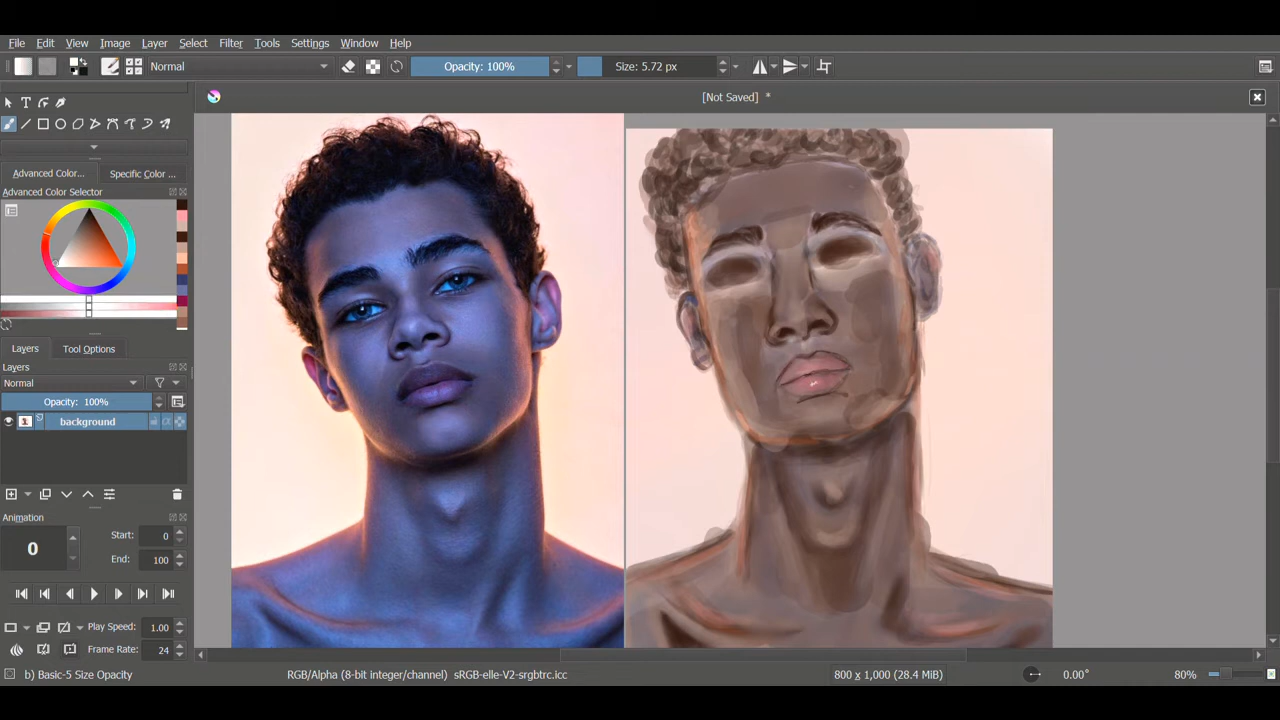 File Edit View Image Layer Select Filter Tools Settings Window Help
Normal Opacity: 100% Size: 5.72 px
[Not Saved] *
Advanced Color... Specific Color ...
Advanced Color Selector
Layers Tool Options
Layers
Normal
Opacity: 100%
background
Animation
0 Start: 0
End: 100
Play Speed: 1.00
Frame Rate: 24
b) Basic-5 Size Opacity RGB/Alpha (8-bit integer/channel) sRGB-elle-V2-srgbtrc.icc 800 x 1,000 (28.4 MiB) 0.00° 80%